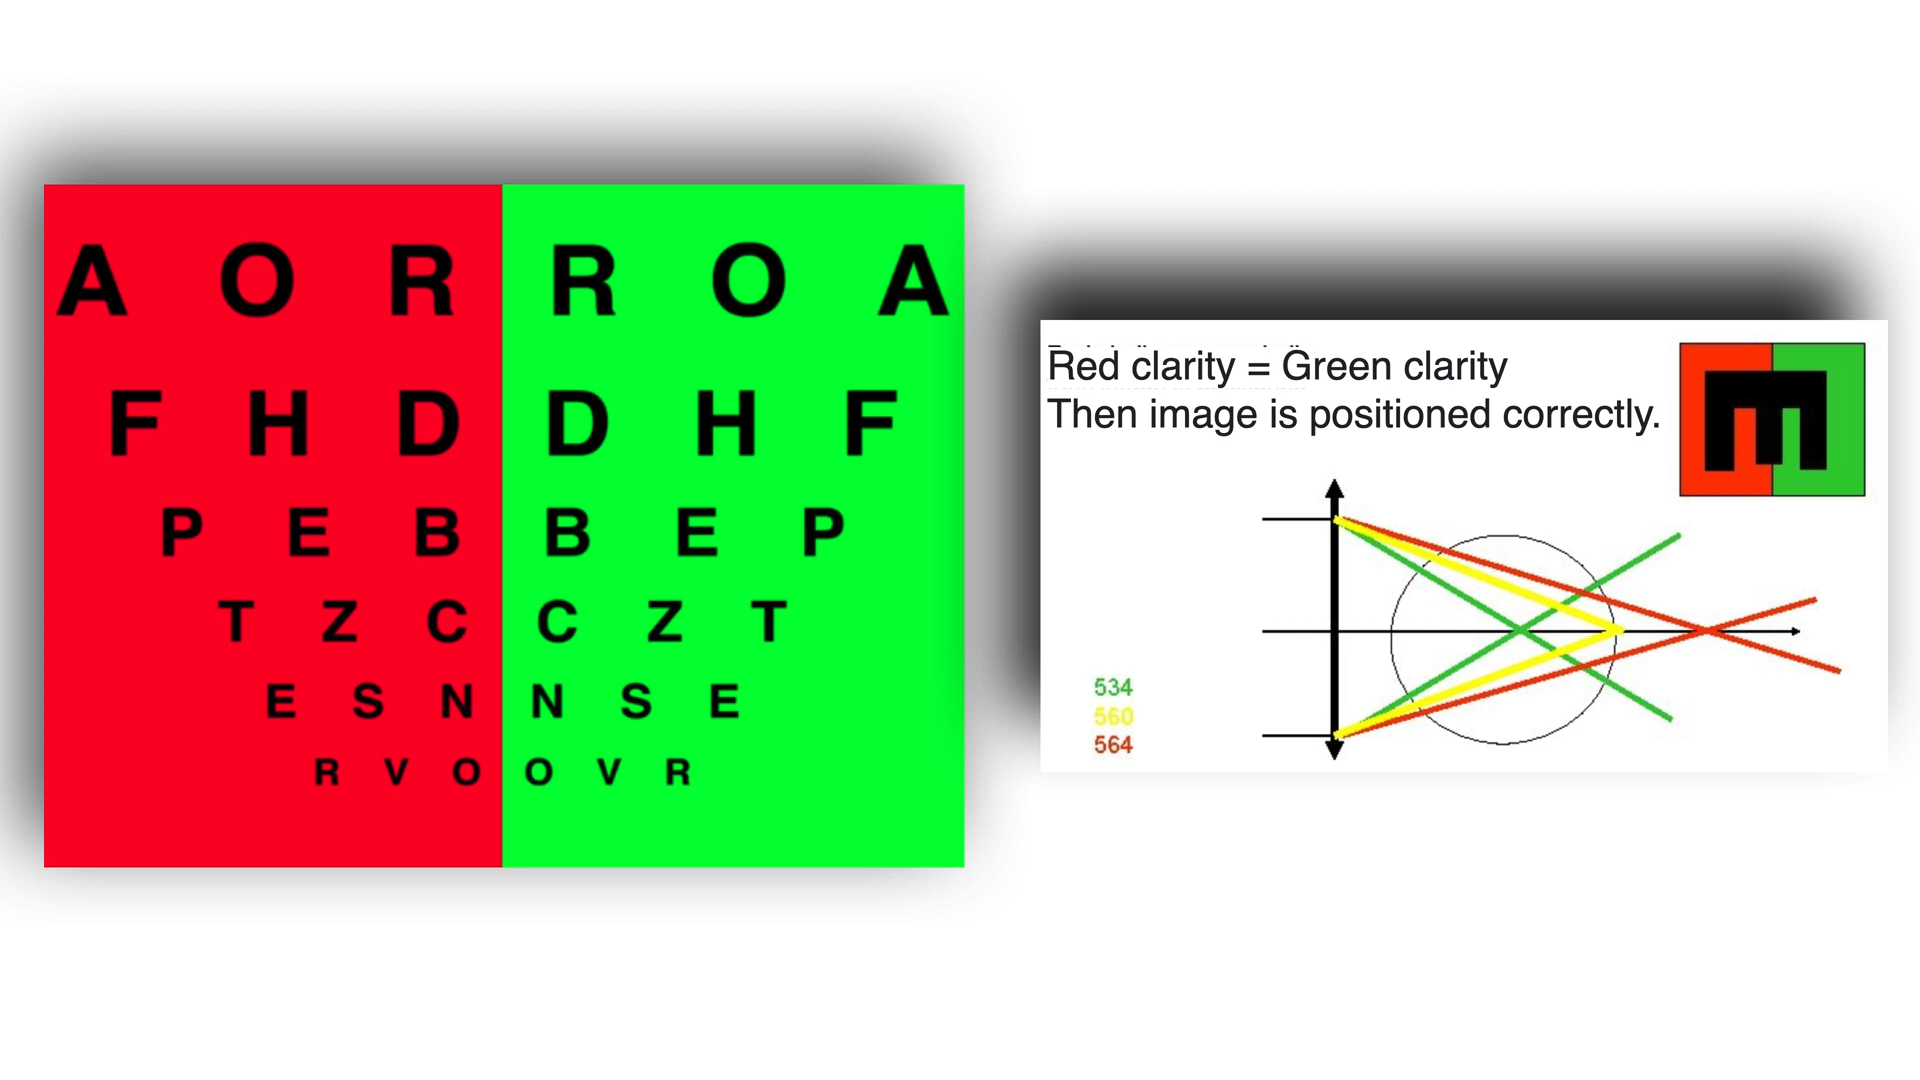 A O R R O A
F H D D H F
P E B B E P
T Z C C Z T
E S N N S E
R V O O V R
Red clarity = Green clarity
Then image is positioned correctly.
534
560
564